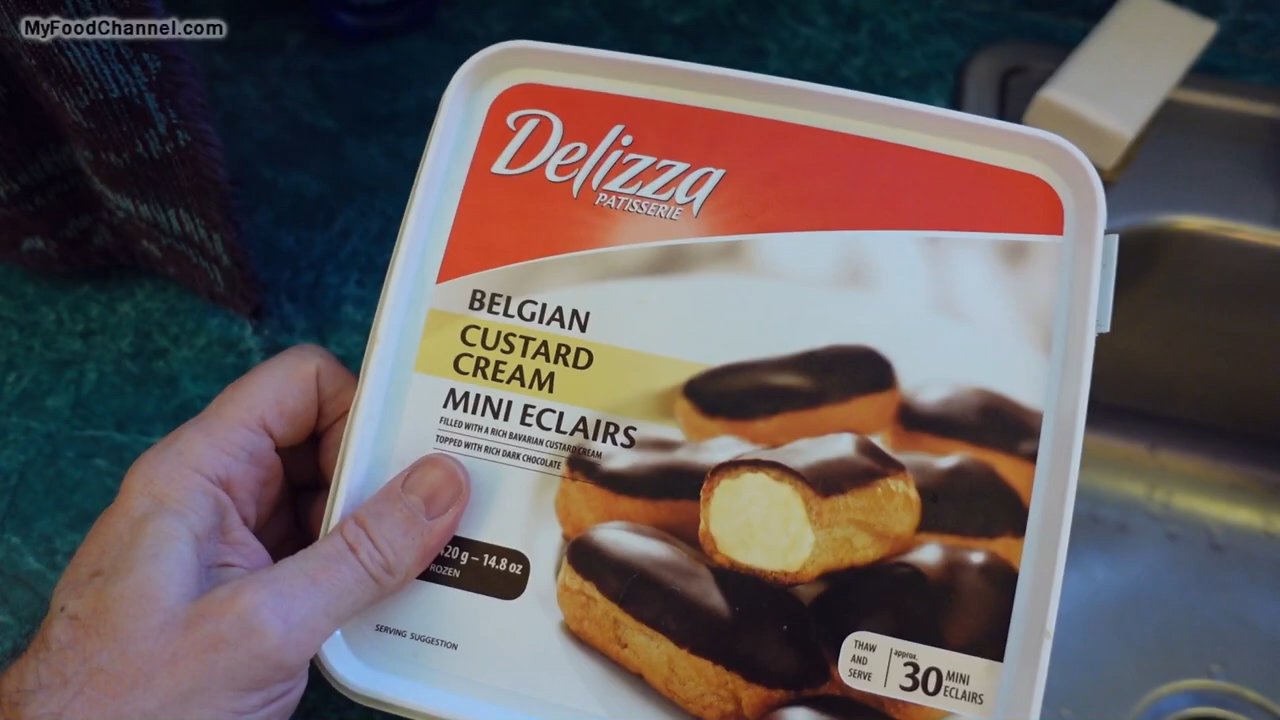 MyFoodChannel.com
Delizza
PATISSERIE
BELGIAN
CUSTARD
CREAM
MINI ECLAIRS
FILLED WITH A RICH BAVARIAN CUSTARD CREAM
TOPPED WITH RICH DARK CHOCOLATE
20 g – 14.8 oz
ROZEN
SERVING SUGGESTION
THAW
AND
SERVE
approx.
30 MINI
ECLAIRS